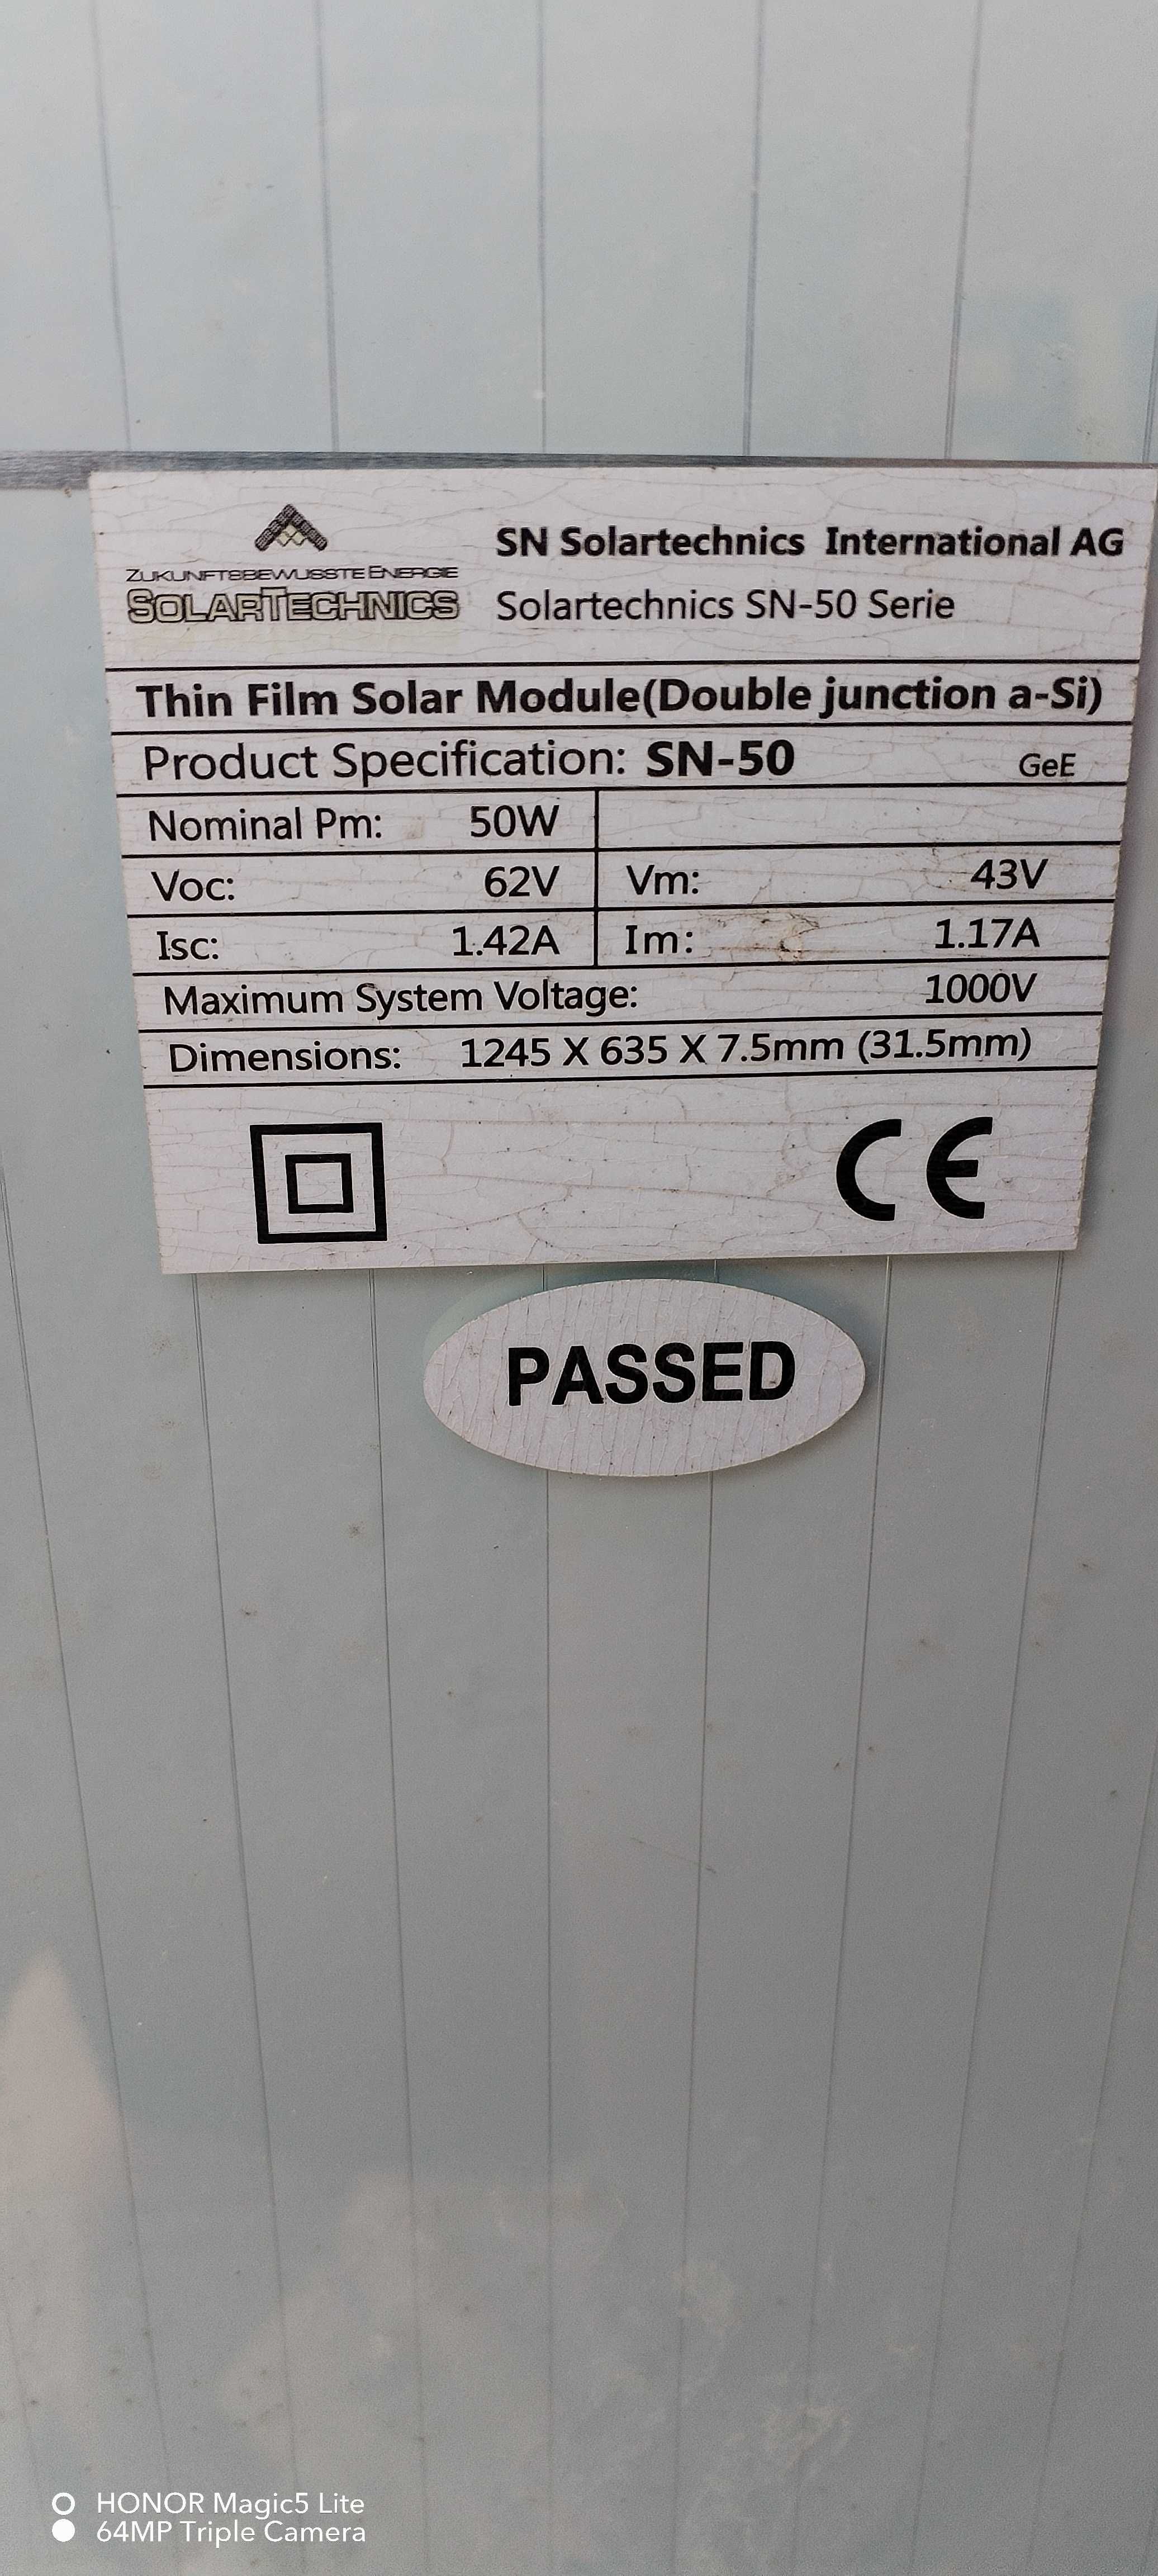 ZUKUNFTSBEWUSSTE ENERGIE
SOLARTECHNICS
SN Solartechnics International AG
Solartechnics SN-50 Serie
Thin Film Solar Module(Double junction a-Si)
Product Specification: SN-50 GeE
Nominal Pm: 50W
Voc: 62V Vm: 43V
Isc: 1.42A Im: 1.17A
Maximum System Voltage: 1000V
Dimensions: 1245 X 635 X 7.5mm (31.5mm)
CE
PASSED
HONOR Magic5 Lite
64MP Triple Camera